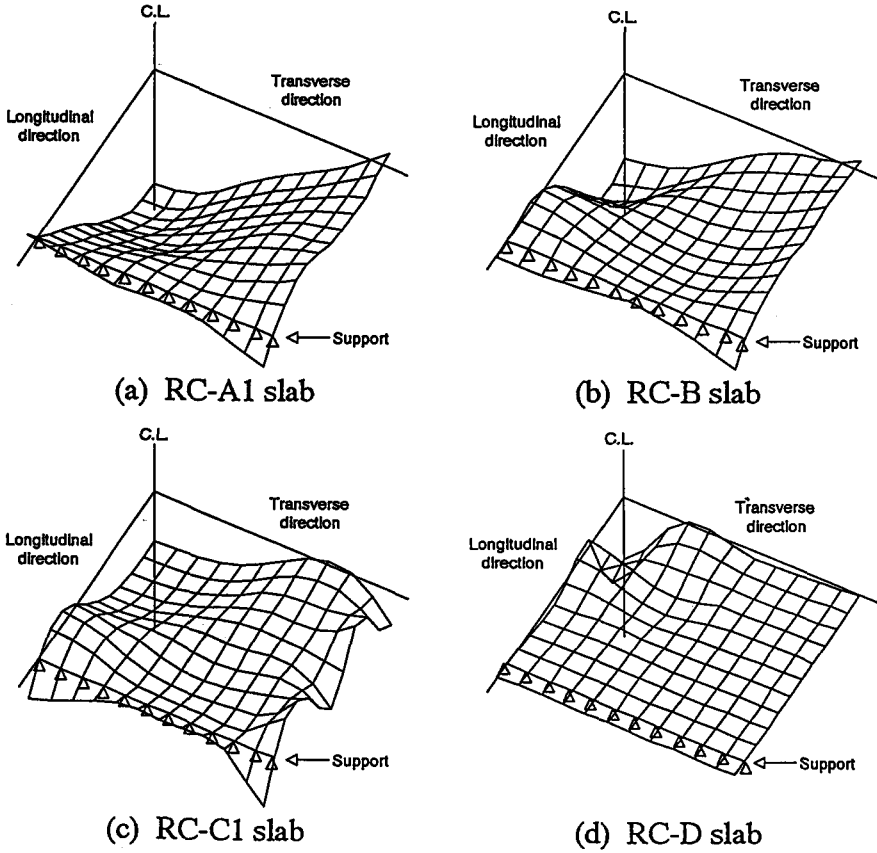 C.L.
Transverse
direction
Longitudinal
direction
Support
(a) RC-A1 slab
C.L.
Transverse
direction
Longitudinal
direction
Support
(b) RC-B slab
C.L.
Transverse
direction
Longitudinal
direction
Support
(c) RC-C1 slab
C.L.
Transverse
direction
Longitudinal
direction
Support
(d) RC-D slab